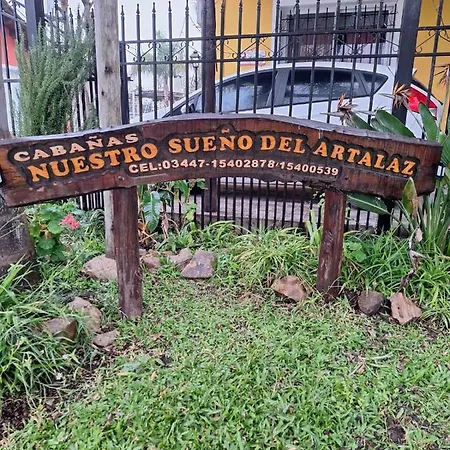 CABAÑAS
NUESTRO SUEÑO DEL ARTALAZ
CEL:03447-15402878/15400539